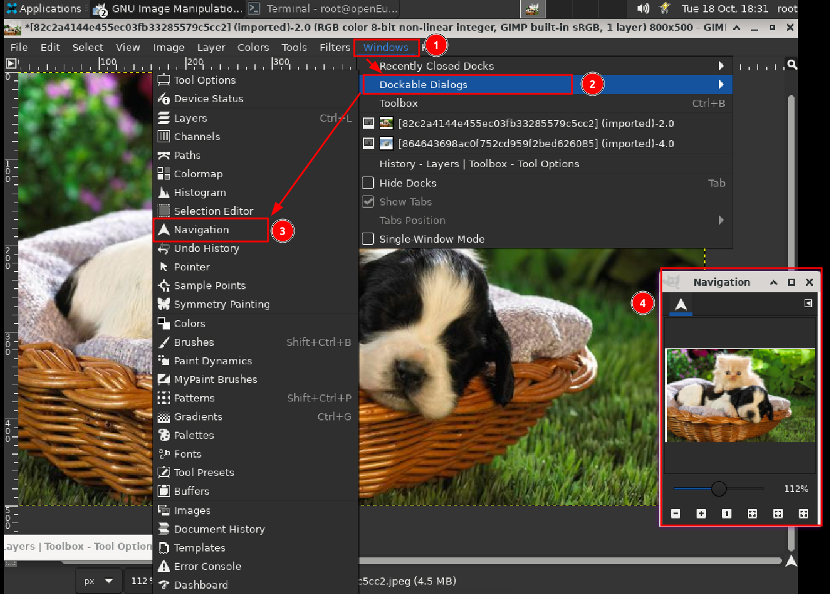 Applications
GNU Image Manipulatio...
Terminal - root@openEu...
Tue 18 Oct, 18:31 root
*[82c2a4144e455ec03fb33285579c5cc2] (imported)-2.0 (RGB color 8-bit non-linear integer, GIMP built-in sRGB, 1 layer) 800x500 – GIMP
File Edit Select View Image Layer Colors Tools Filters Windows
1
100 200 300
Recently Closed Docks
Dockable Dialogs
2
Toolbox Ctrl+B
[82c2a4144e455ec03fb33285579c5cc2] (imported)-2.0
[864643698ac0f752cd959f2bed626085] (imported)-4.0
History - Layers | Toolbox - Tool Options
Hide Docks Tab
Show Tabs
Tabs Position
Single-Window Mode
Tool Options
Device Status
Layers Ctrl+L
Channels
Paths
Colormap
Histogram
Selection Editor
Navigation
3
Undo History
Pointer
Sample Points
Symmetry Painting
Colors
Brushes Shift+Ctrl+B
Paint Dynamics
MyPaint Brushes
Patterns Shift+Ctrl+P
Gradients Ctrl+G
Palettes
Fonts
Tool Presets
Buffers
Images
Document History
Templates
Error Console
Dashboard
4
Navigation
112%
ayers | Toolbox - Tool Option
px
112
c5cc2.jpeg (4.5 MB)